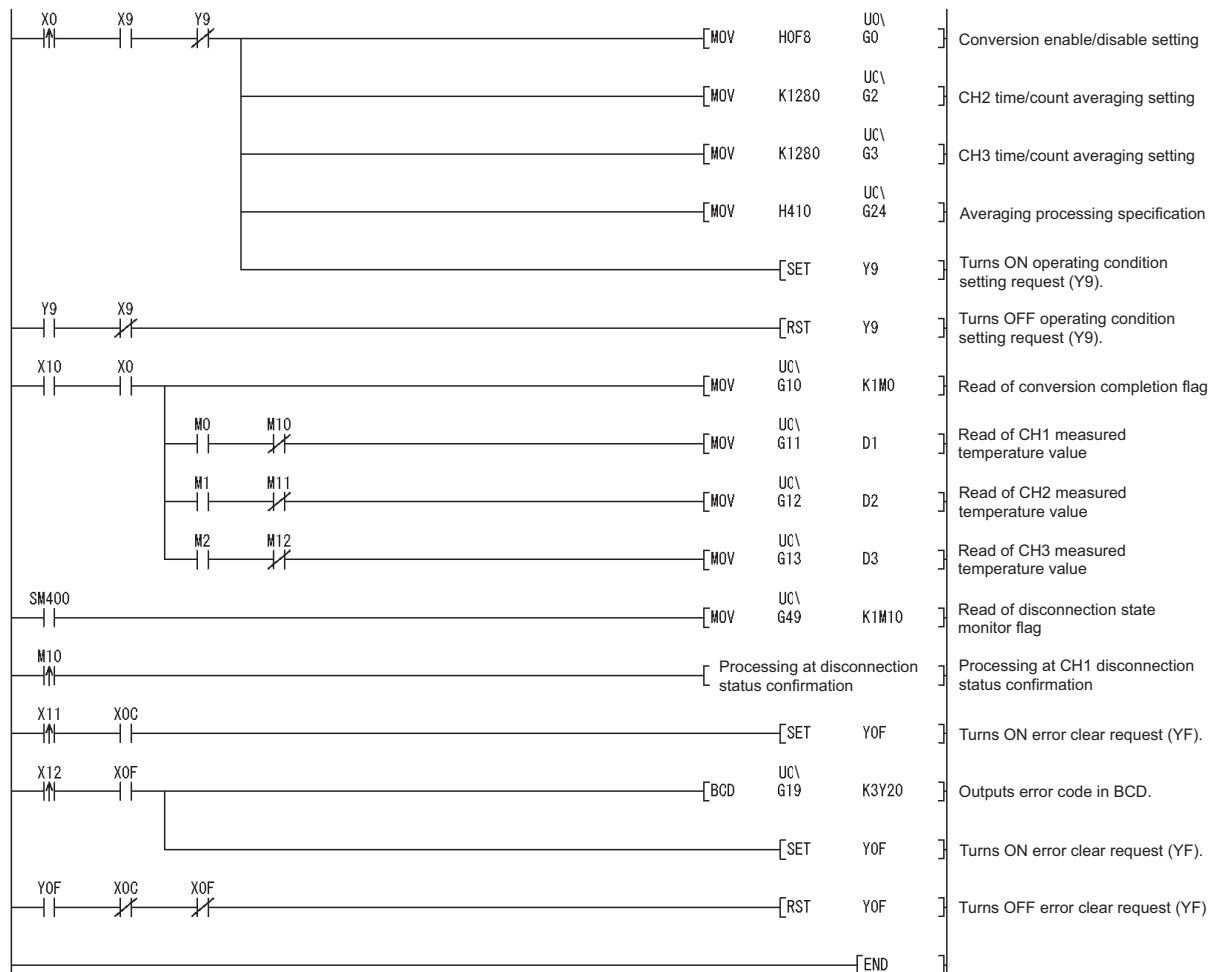 X0 X9 Y9 U0\
MOV H0F8 G0 Conversion enable/disable setting
U0\
MOV K1280 G2 CH2 time/count averaging setting
U0\
MOV K1280 G3 CH3 time/count averaging setting
U0\
MOV H410 G24 Averaging processing specification
SET Y9 Turns ON operating condition
setting request (Y9).
Y9 X9
RST Y9 Turns OFF operating condition
setting request (Y9).
X10 X0 U0\
MOV G10 K1M0 Read of conversion completion flag
M0 M10 U0\
MOV G11 D1 Read of CH1 measured
temperature value
M1 M11 U0\
MOV G12 D2 Read of CH2 measured
temperature value
M2 M12 U0\
MOV G13 D3 Read of CH3 measured
temperature value
SM400 U0\
MOV G49 K1M10 Read of disconnection state
monitor flag
M10
Processing at disconnection
status confirmation
Processing at CH1 disconnection
status confirmation
X11 X0C
SET Y0F Turns ON error clear request (YF).
X12 X0F U0\
BCD G19 K3Y20 Outputs error code in BCD.
SET Y0F Turns ON error clear request (YF).
Y0F X0C X0F
RST Y0F Turns OFF error clear request (YF)
END